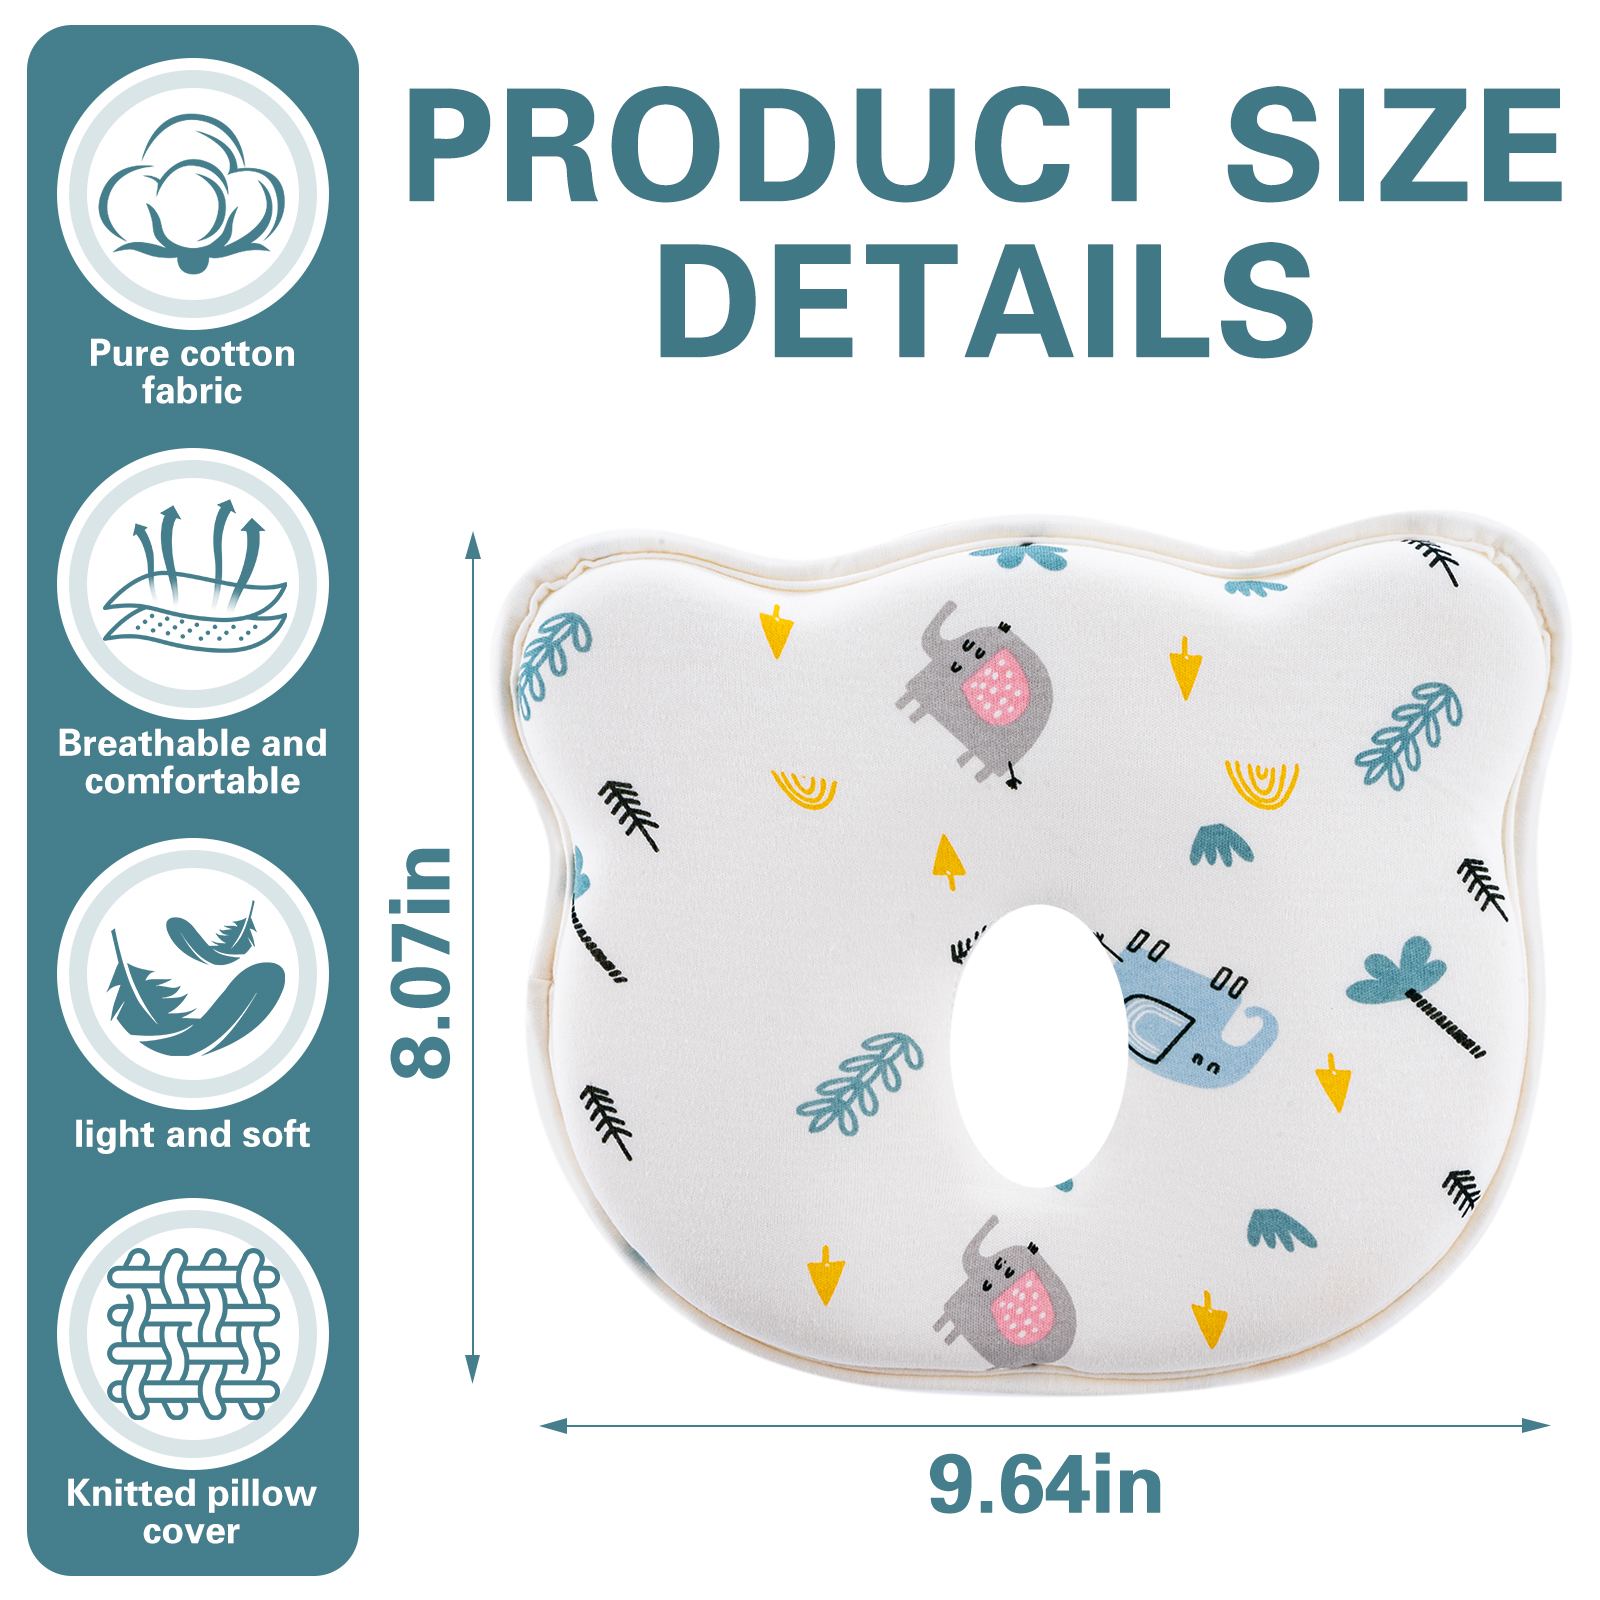 PRODUCT SIZE
DETAILS
Pure cotton
fabric
Breathable and
comfortable
light and soft
Knitted pillow
cover
8.07in
9.64in